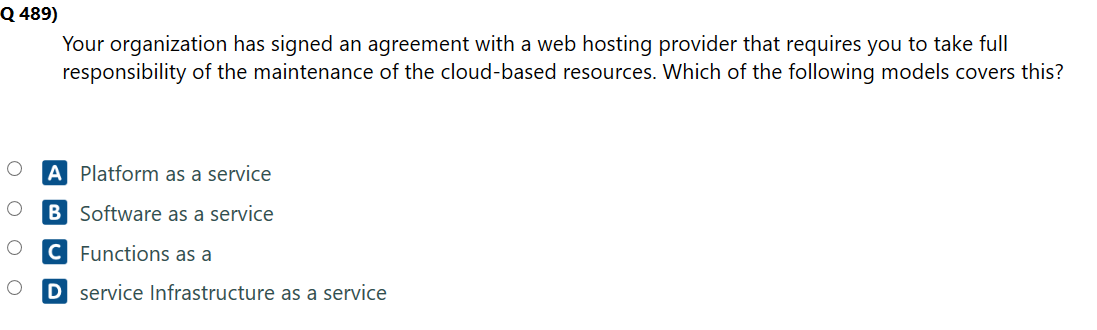 Q 489)
Your organization has signed an agreement with a web hosting provider that requires you to take full
responsibility of the maintenance of the cloud-based resources. Which of the following models covers this?
A Platform as a service
B Software as a service
C Functions as a
D service Infrastructure as a service